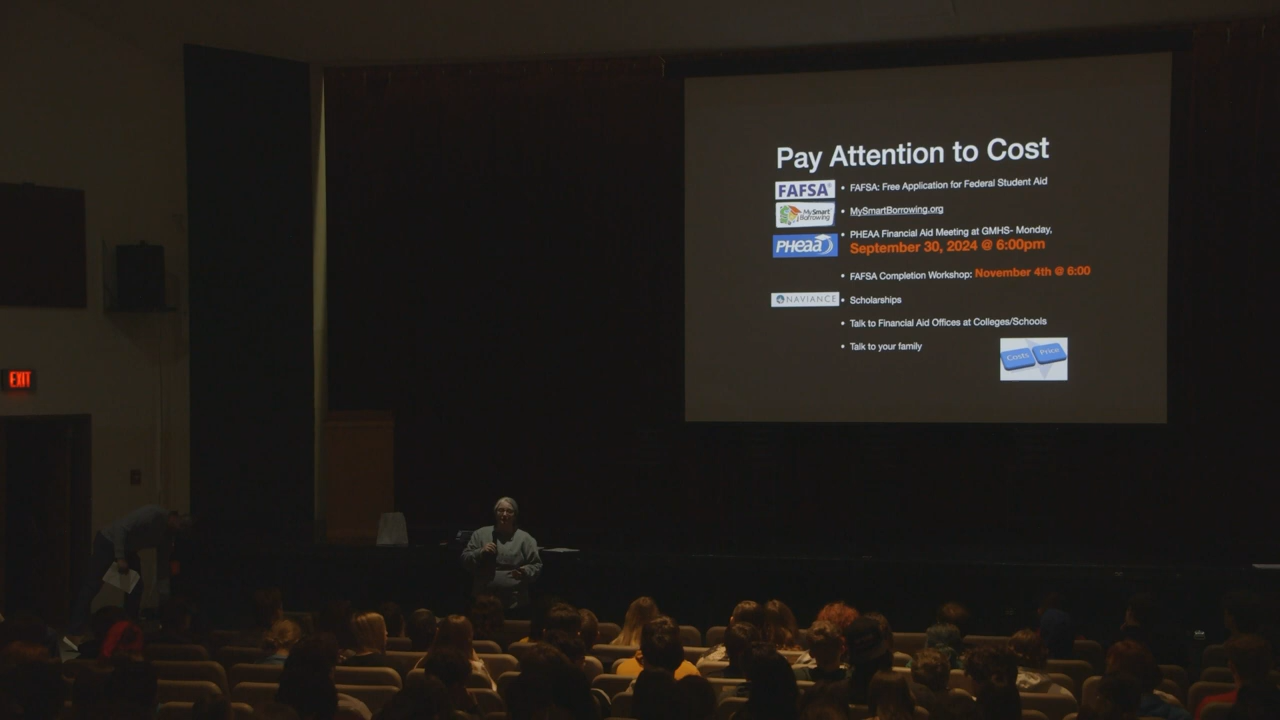 Pay Attention to Cost
FAFSA®
• FAFSA: Free Application for Federal Student Aid
MySmart
Borrowing
• MySmartBorrowing.org
• PHEAA Financial Aid Meeting at GMHS- Monday,
PHEAA
September 30, 2024 @ 6:00pm
• FAFSA Completion Workshop: November 4th @ 6:00
NAVIANCE
• Scholarships
• Talk to Financial Aid Offices at Colleges/Schools
• Talk to your family
Costs
Price
EXIT